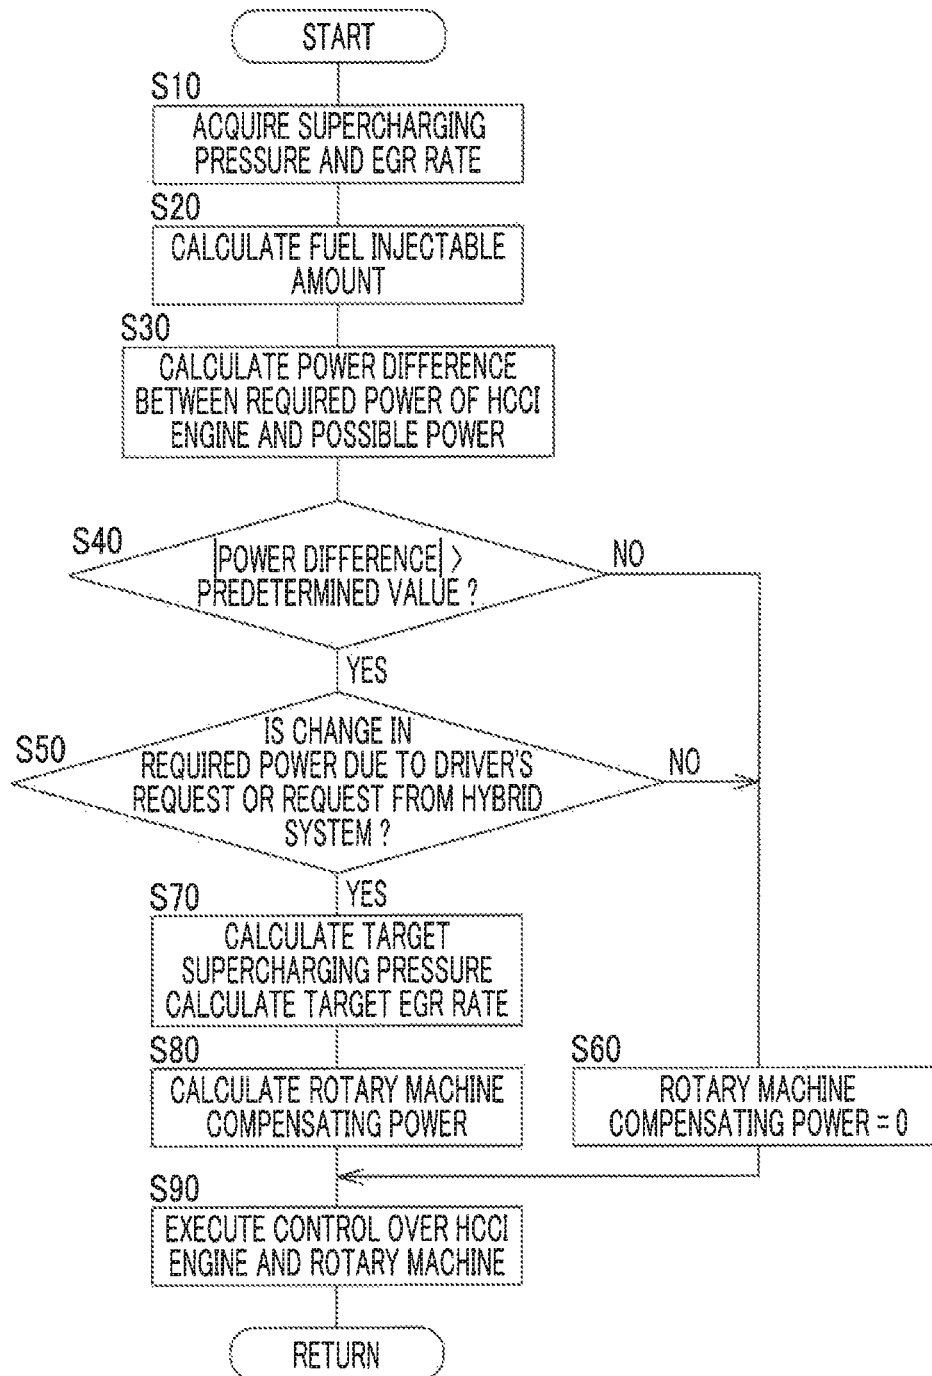 START
S10
ACQUIRE SUPERCHARGING
PRESSURE AND EGR RATE
S20
CALCULATE FUEL INJECTABLE
AMOUNT
S30
CALCULATE POWER DIFFERENCE
BETWEEN REQUIRED POWER OF HCCI
ENGINE AND POSSIBLE POWER
S40
|POWER DIFFERENCE| >
PREDETERMINED VALUE ?
NO
YES
S50
IS CHANGE IN
REQUIRED POWER DUE TO DRIVER'S
REQUEST OR REQUEST FROM HYBRID
SYSTEM ?
NO
YES
S70
CALCULATE TARGET
SUPERCHARGING PRESSURE
CALCULATE TARGET EGR RATE
S80
CALCULATE ROTARY MACHINE
COMPENSATING POWER
S60
ROTARY MACHINE
COMPENSATING POWER = 0
S90
EXECUTE CONTROL OVER HCCI
ENGINE AND ROTARY MACHINE
RETURN